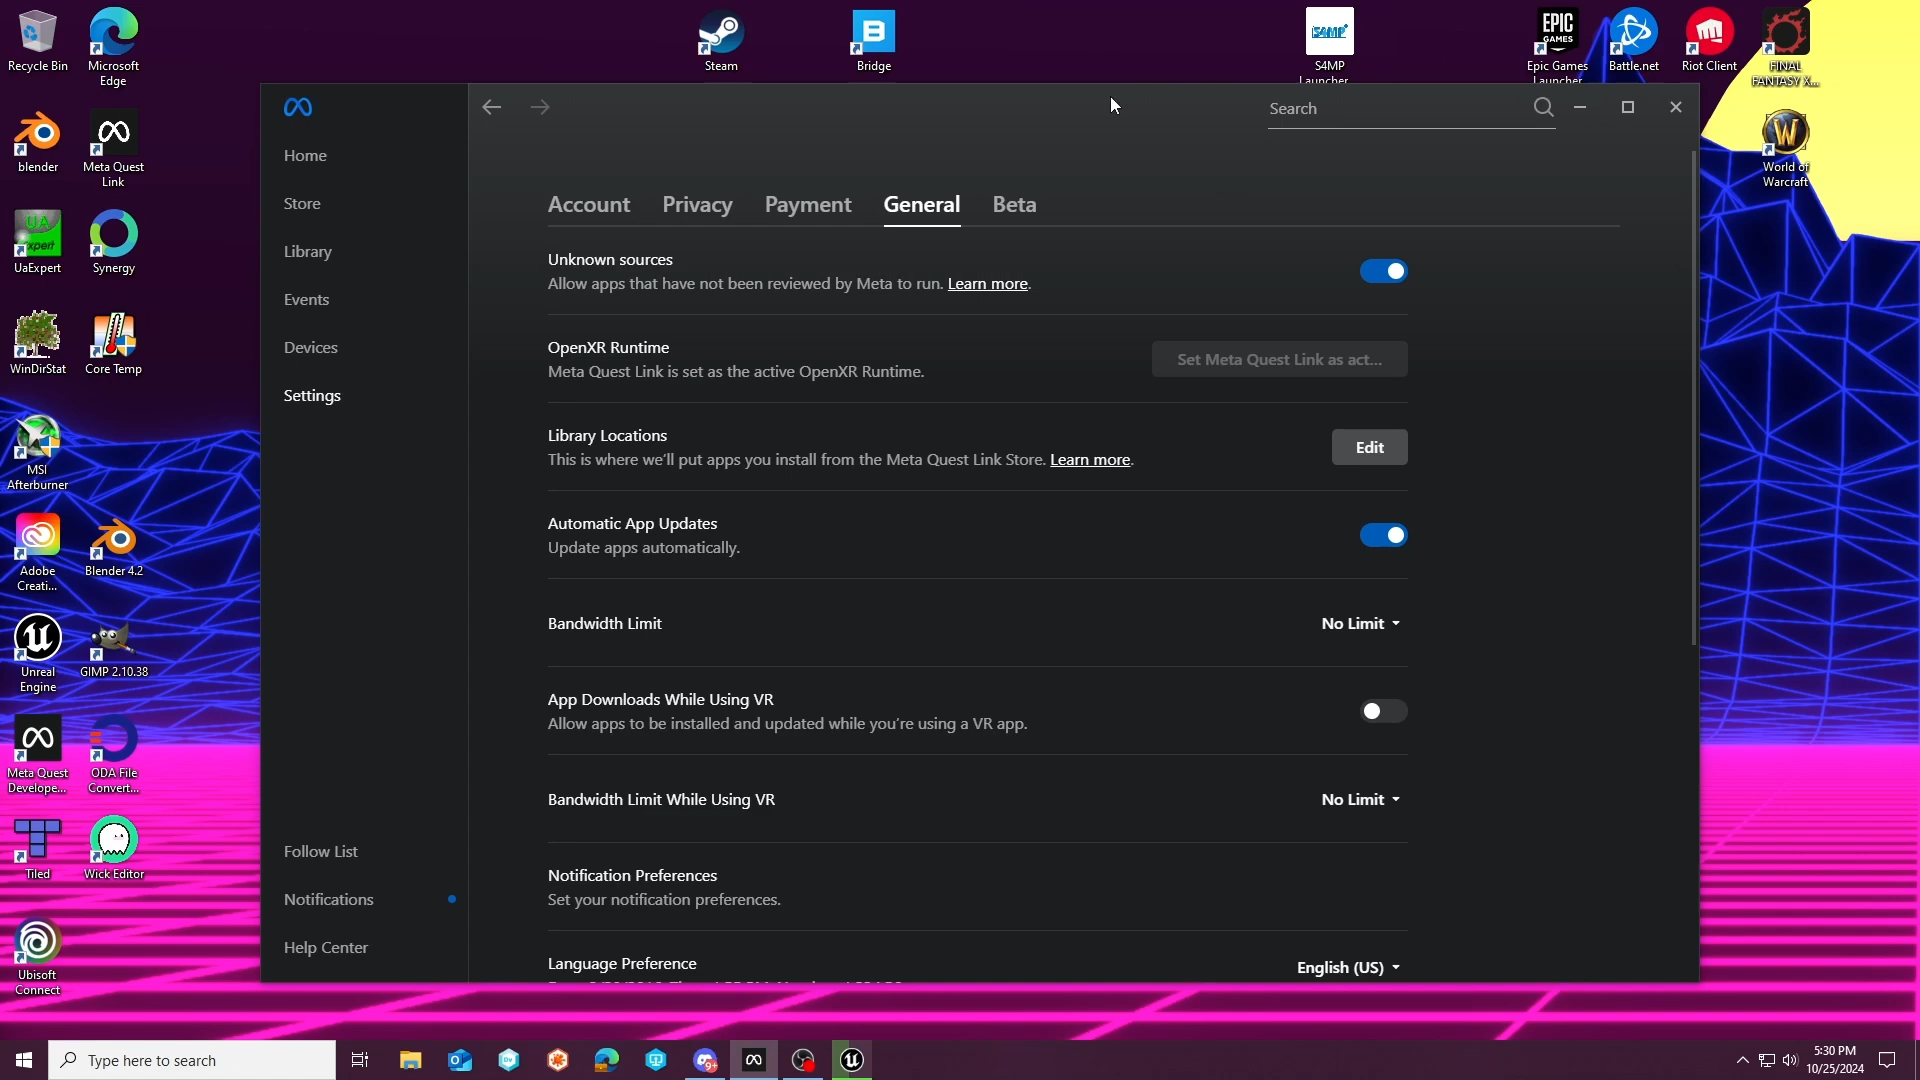 Recycle Bin
Microsoft
Edge
Steam
Bridge
S4MP
S4MP
Launcher
EPIC
GAMES
Epic Games
Launcher
Battle.net
Riot Client
FINAL
FANTASY X...
blender
Meta Quest
Link
World of
Warcraft
UaExpert
Synergy
WinDirStat
Core Temp
MSI
Afterburner
Adobe
Creati...
Blender 4.2
Unreal
Engine
GIMP 2.10.38
Meta Quest
Develope...
ODA File
Convert...
Tiled
Wick Editor
Ubisoft
Connect
Search
Home
Store
Library
Events
Devices
Settings
Follow List
Notifications
Help Center
Account Privacy Payment General Beta
Unknown sources
Allow apps that have not been reviewed by Meta to run. Learn more.
OpenXR Runtime
Meta Quest Link is set as the active OpenXR Runtime.
Set Meta Quest Link as act...
Library Locations
This is where we'll put apps you install from the Meta Quest Link Store. Learn more.
Edit
Automatic App Updates
Update apps automatically.
Bandwidth Limit
No Limit
App Downloads While Using VR
Allow apps to be installed and updated while you're using a VR app.
Bandwidth Limit While Using VR
No Limit
Notification Preferences
Set your notification preferences.
Language Preference
English (US)
Type here to search
9+
5:30 PM
10/25/2024